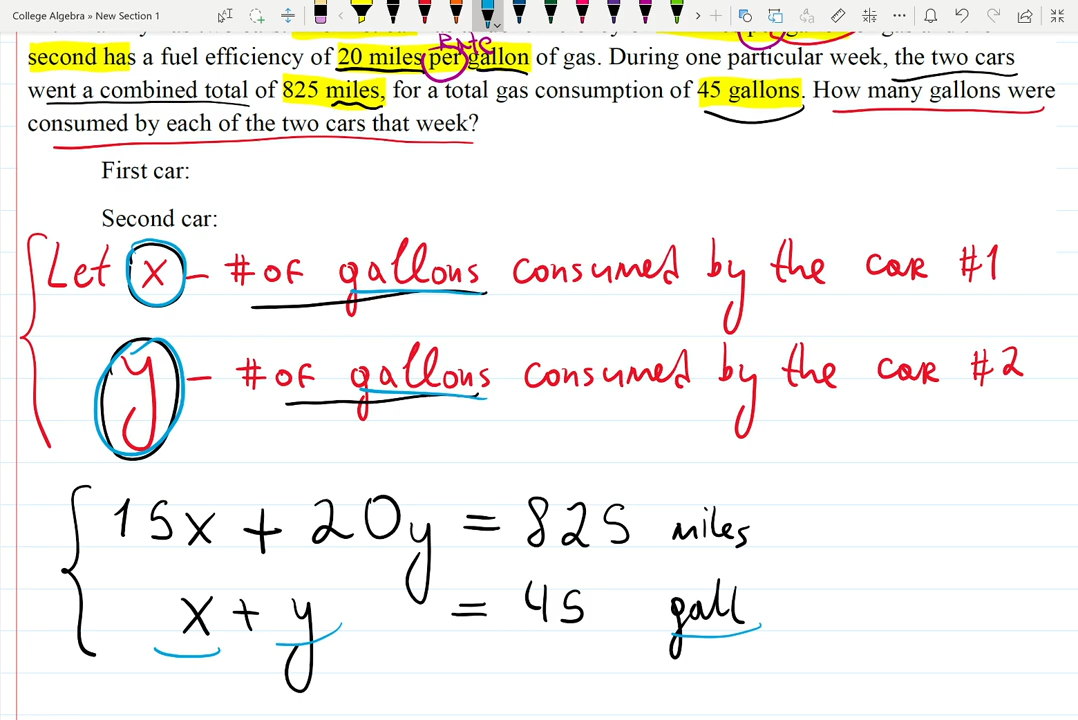 College Algebra » New Section 1
Rate
second has a fuel efficiency of 20 miles per gallon of gas. During one particular week, the two cars
went a combined total of 825 miles, for a total gas consumption of 45 gallons. How many gallons were
consumed by each of the two cars that week?
First car:
Second car:
Let x - # of gallons consumed by the car #1
y - # of gallons consumed by the car #2
15x + 20y = 825 miles
x + y = 45 gall